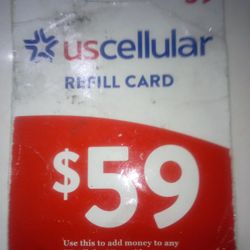 uscellular
REFILL CARD
$59
Use this to add money to any